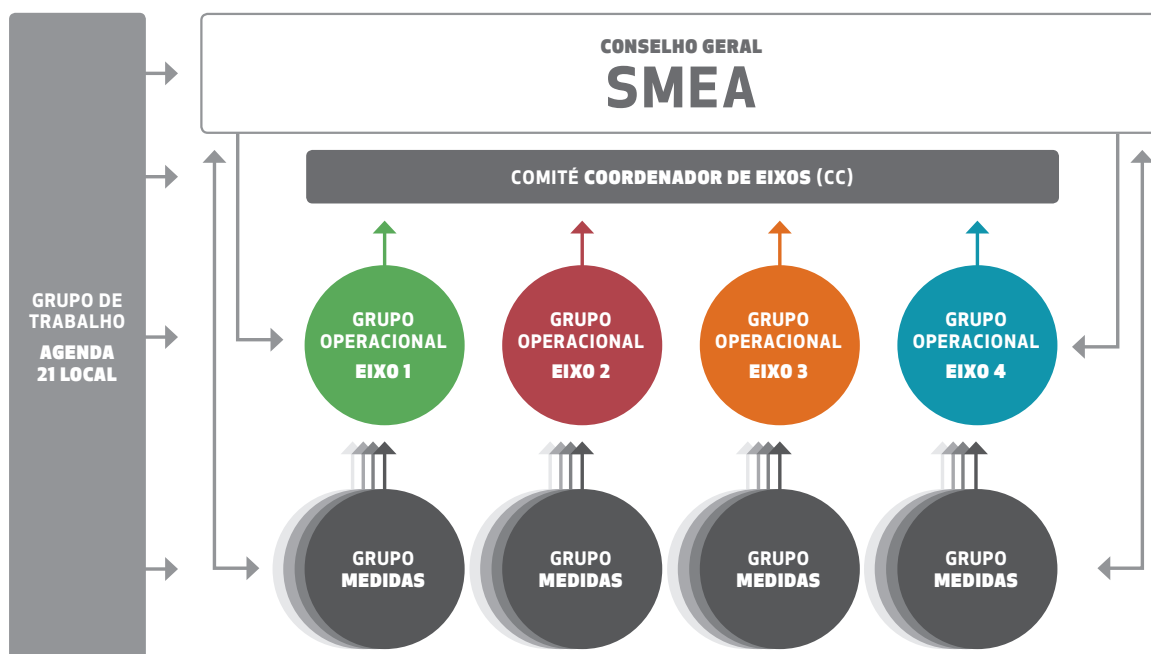 CONSELHO GERAL
SMEA
COMITÉ COORDENADOR DE EIXOS (CC)
GRUPO DE
TRABALHO
AGENDA
21 LOCAL
GRUPO
OPERACIONAL
EIXO 1
GRUPO
OPERACIONAL
EIXO 2
GRUPO
OPERACIONAL
EIXO 3
GRUPO
OPERACIONAL
EIXO 4
GRUPO
MEDIDAS
GRUPO
MEDIDAS
GRUPO
MEDIDAS
GRUPO
MEDIDAS